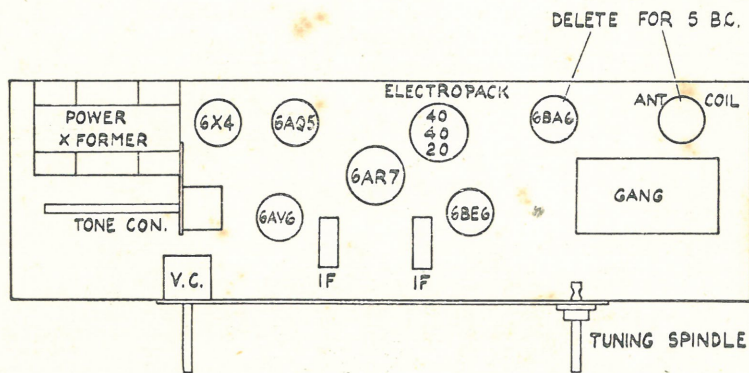 DELETE FOR 5 B.C.
ELECTROPACK
ANT COIL
POWER
X FORMER
6X4
6AQ5
40
40
20
6BA6
6AR7
GANG
6AV6
6BE6
TONE CON.
V.C.
IF
IF
TUNING SPINDLE